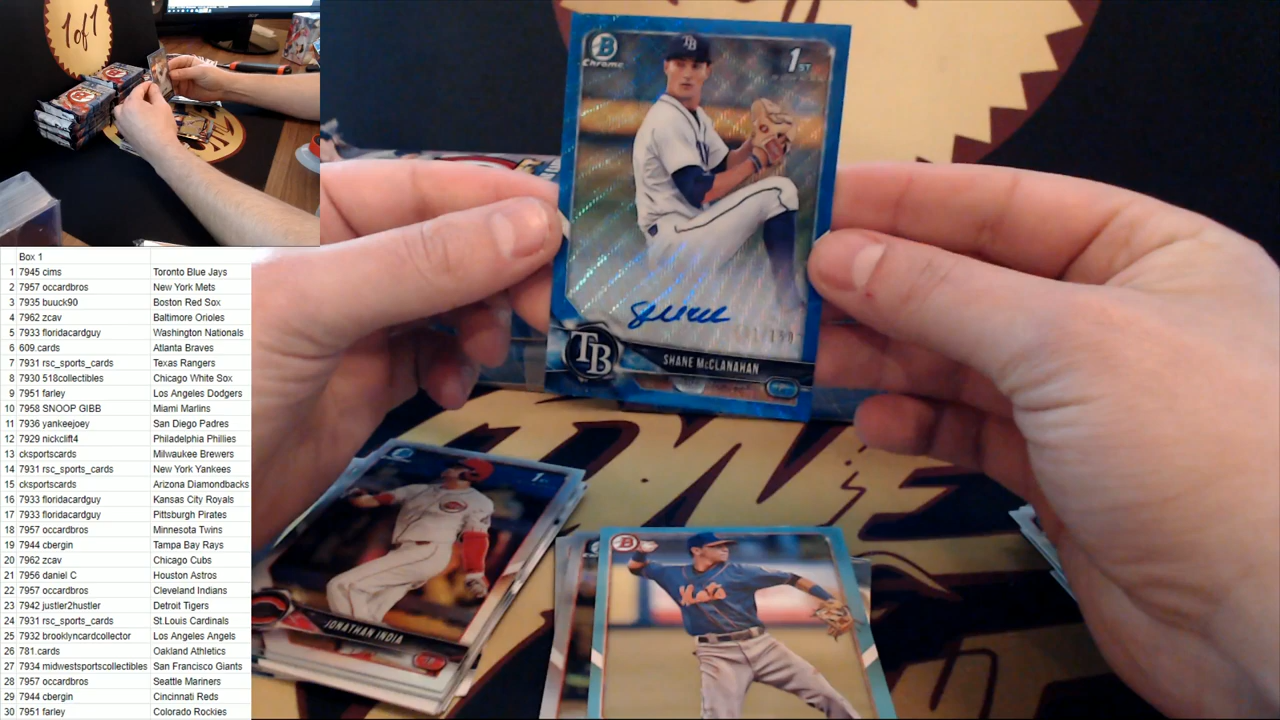 1 of 1
Box 1
1 7945 cims Toronto Blue Jays
2 7957 occardbros New York Mets
3 7935 buuck90 Boston Red Sox
4 7962 zcav Baltimore Orioles
5 7933 floridacardguy Washington Nationals
6 609.cards Atlanta Braves
7 7931 rsc_sports_cards Texas Rangers
8 7930 518collectibles Chicago White Sox
9 7951 farley Los Angeles Dodgers
10 7958 SNOOP GIBB Miami Marlins
11 7936 yankeejoey San Diego Padres
12 7929 nickclift4 Philadelphia Phillies
13 cksportscards Milwaukee Brewers
14 7931 rsc_sports_cards New York Yankees
15 cksportscards Arizona Diamondbacks
16 7933 floridacardguy Kansas City Royals
17 7933 floridacardguy Pittsburgh Pirates
18 7957 occardbros Minnesota Twins
19 7944 cbergin Tampa Bay Rays
20 7962 zcav Chicago Cubs
21 7956 daniel C Houston Astros
22 7957 occardbros Cleveland Indians
23 7942 justler2hustler Detroit Tigers
24 7931 rsc_sports_cards St.Louis Cardinals
25 7932 brooklyncardcollector Los Angeles Angels
26 781.cards Oakland Athletics
27 7934 midwestsportscollectibles San Francisco Giants
28 7957 occardbros Seattle Mariners
29 7944 cbergin Cincinnati Reds
30 7951 farley Colorado Rockies
B
Chrome
1ST
TB
TB
SHANE McCLANAHAN
1
JONATHAN INDIA
B
Mets